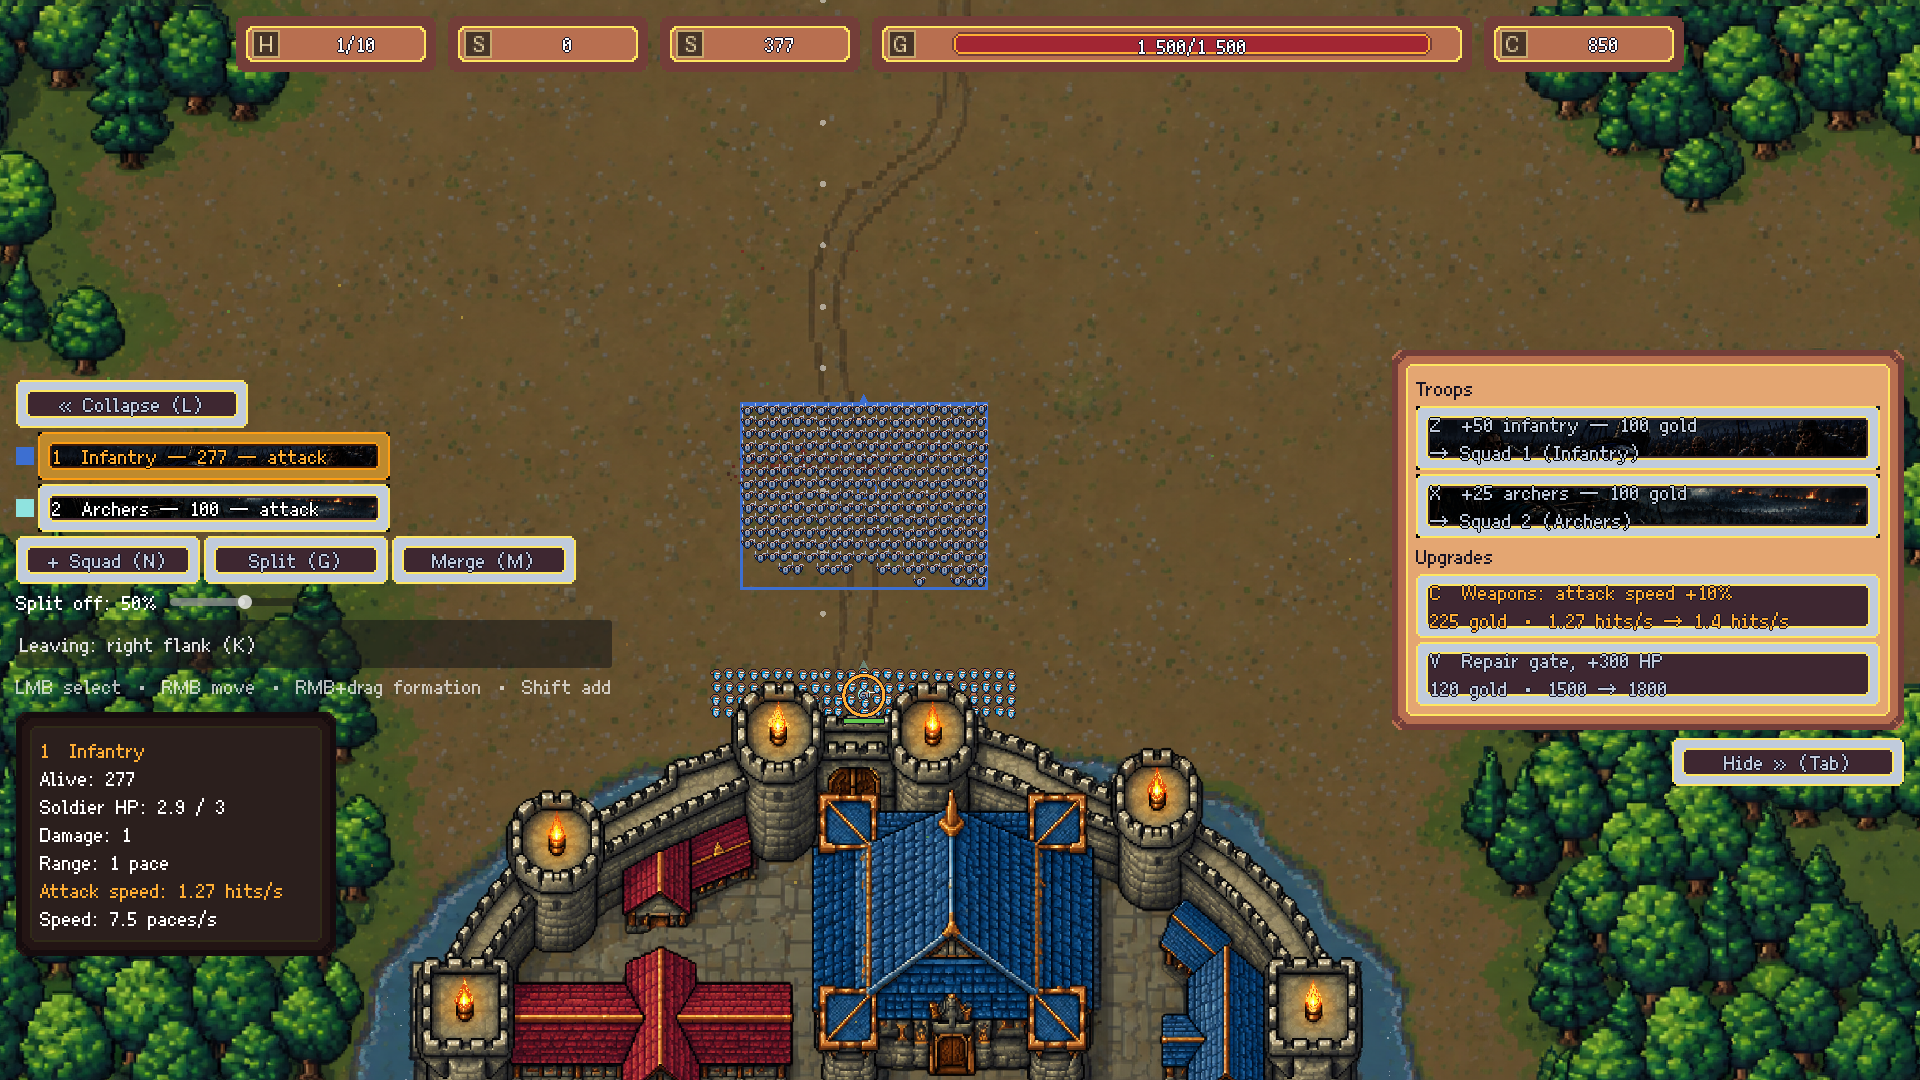 H 1/10
S 0
S 377
G 1 500/1 500
C 850
« Collapse (L)
1 Infantry — 277 — attack
2 Archers — 100 — attack
+ Squad (N)
Split (G)
Merge (M)
Split off: 50%
Leaving: right flank (K)
LMB select · RMB move · RMB+drag formation · Shift add
1 Infantry
Alive: 277
Soldier HP: 2.9 / 3
Damage: 1
Range: 1 pace
Attack speed: 1.27 hits/s
Speed: 7.5 paces/s
Troops
Z +50 infantry — 100 gold
→ Squad 1 (Infantry)
X +25 archers — 100 gold
→ Squad 2 (Archers)
Upgrades
C Weapons: attack speed +10%
225 gold · 1.27 hits/s → 1.4 hits/s
V Repair gate, +300 HP
120 gold · 1500 → 1800
Hide » (Tab)